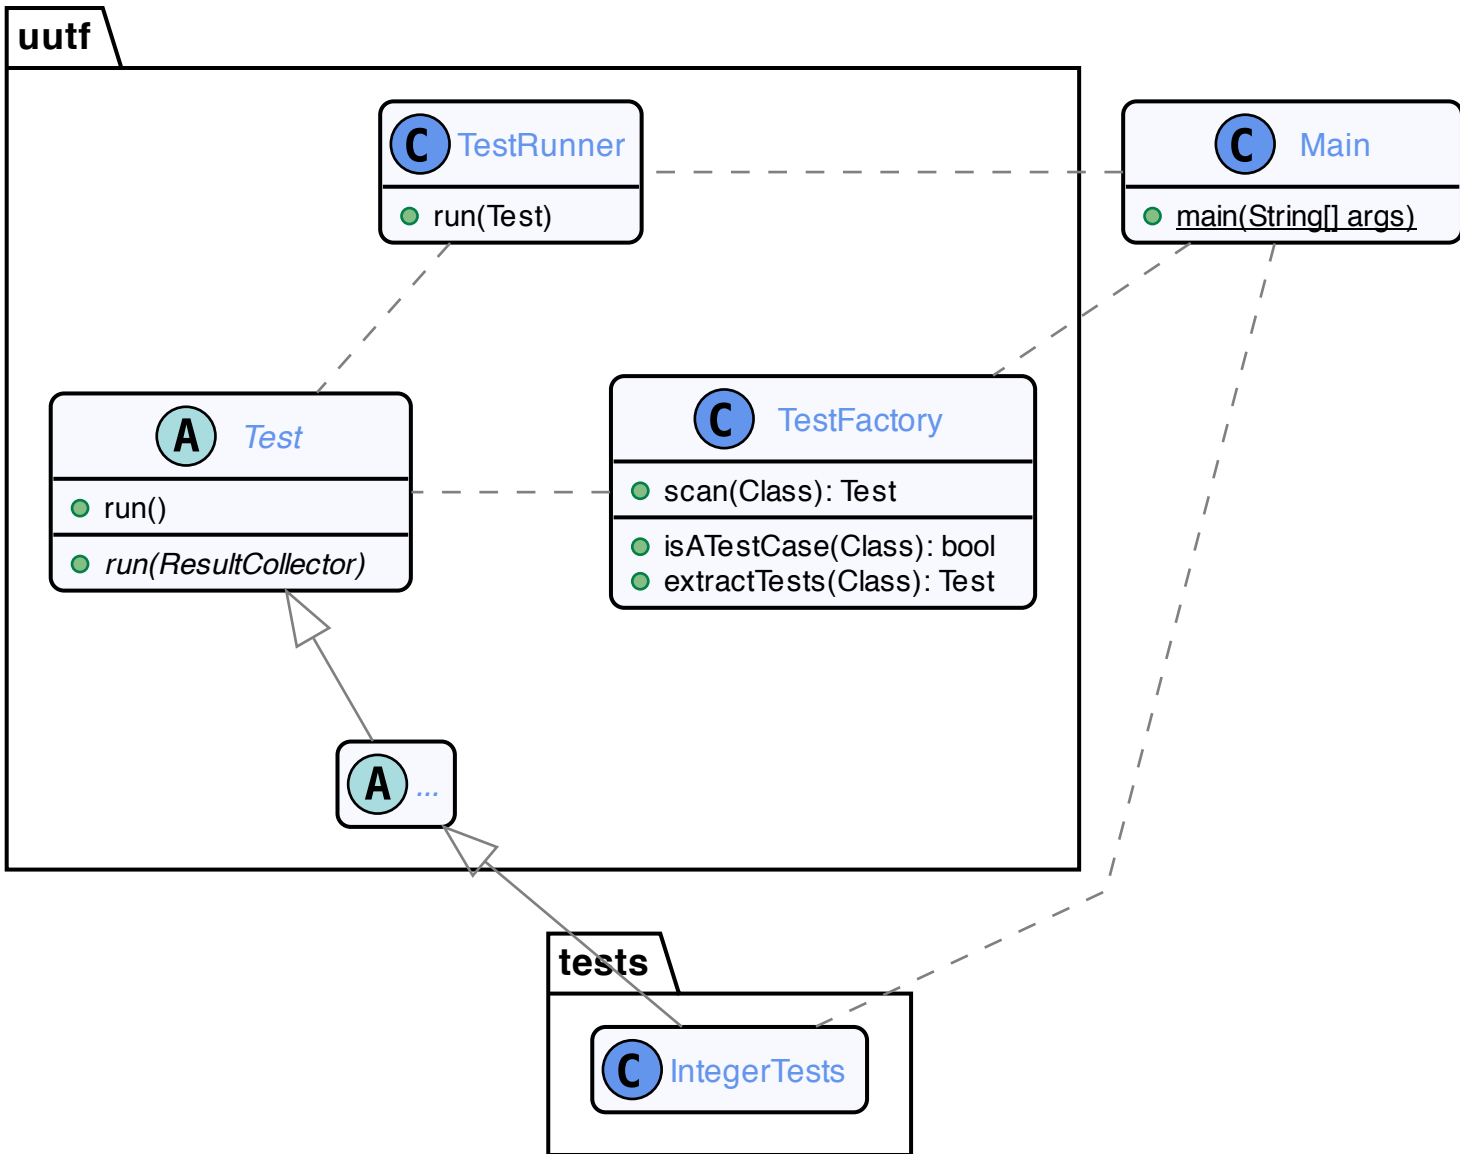 uutf
C TestRunner
run(Test)
C Main
main(String[] args)
A Test
run()
run(ResultCollector)
C TestFactory
scan(Class): Test
isATestCase(Class): bool
extractTests(Class): Test
A ...
tests
C IntegerTests